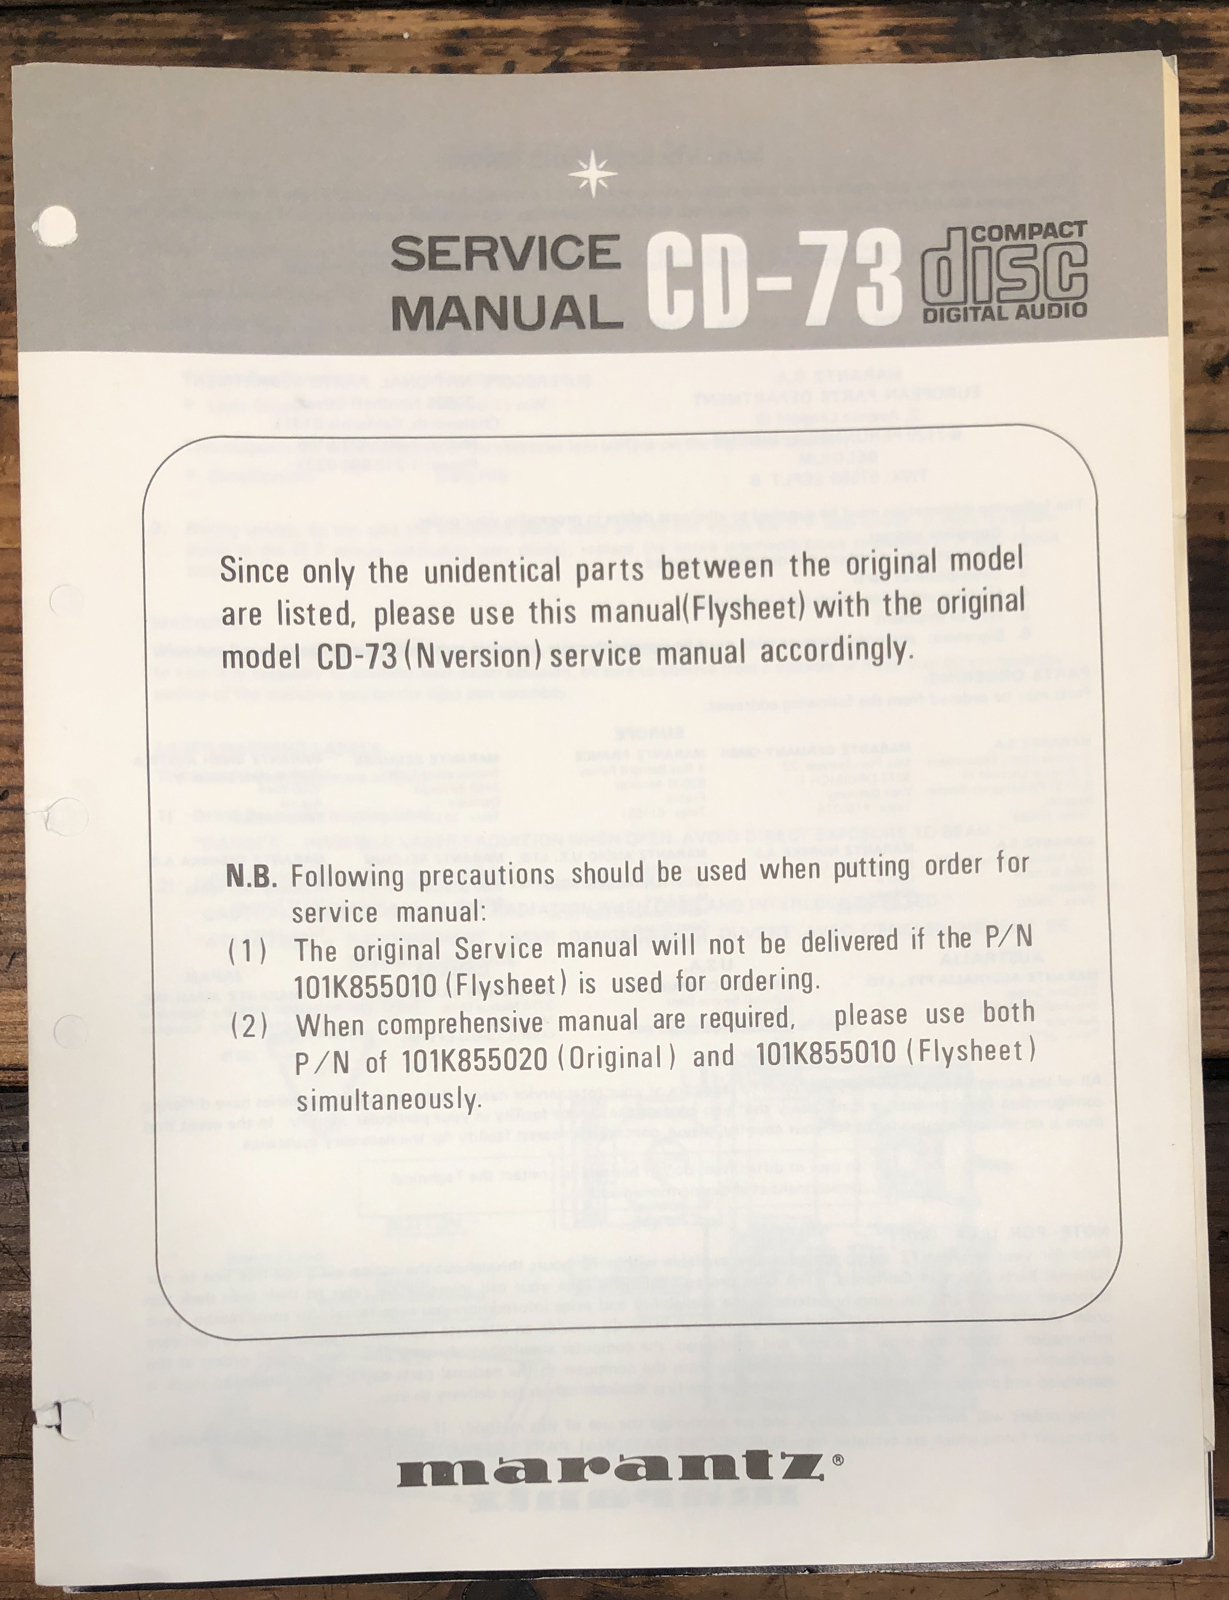 SERVICE
MANUAL
CD-73
COMPACT
disc
DIGITAL AUDIO
Since only the unidentical parts between the original model
are listed, please use this manual(Flysheet) with the original
model CD-73 (N version) service manual accordingly.
N.B. Following precautions should be used when putting order for
service manual:
(1) The original Service manual will not be delivered if the P/N
101K855010 (Flysheet) is used for ordering.
(2) When comprehensive manual are required, please use both
P/N of 101K855020 (Original) and 101K855010 (Flysheet)
simultaneously.
marantz®